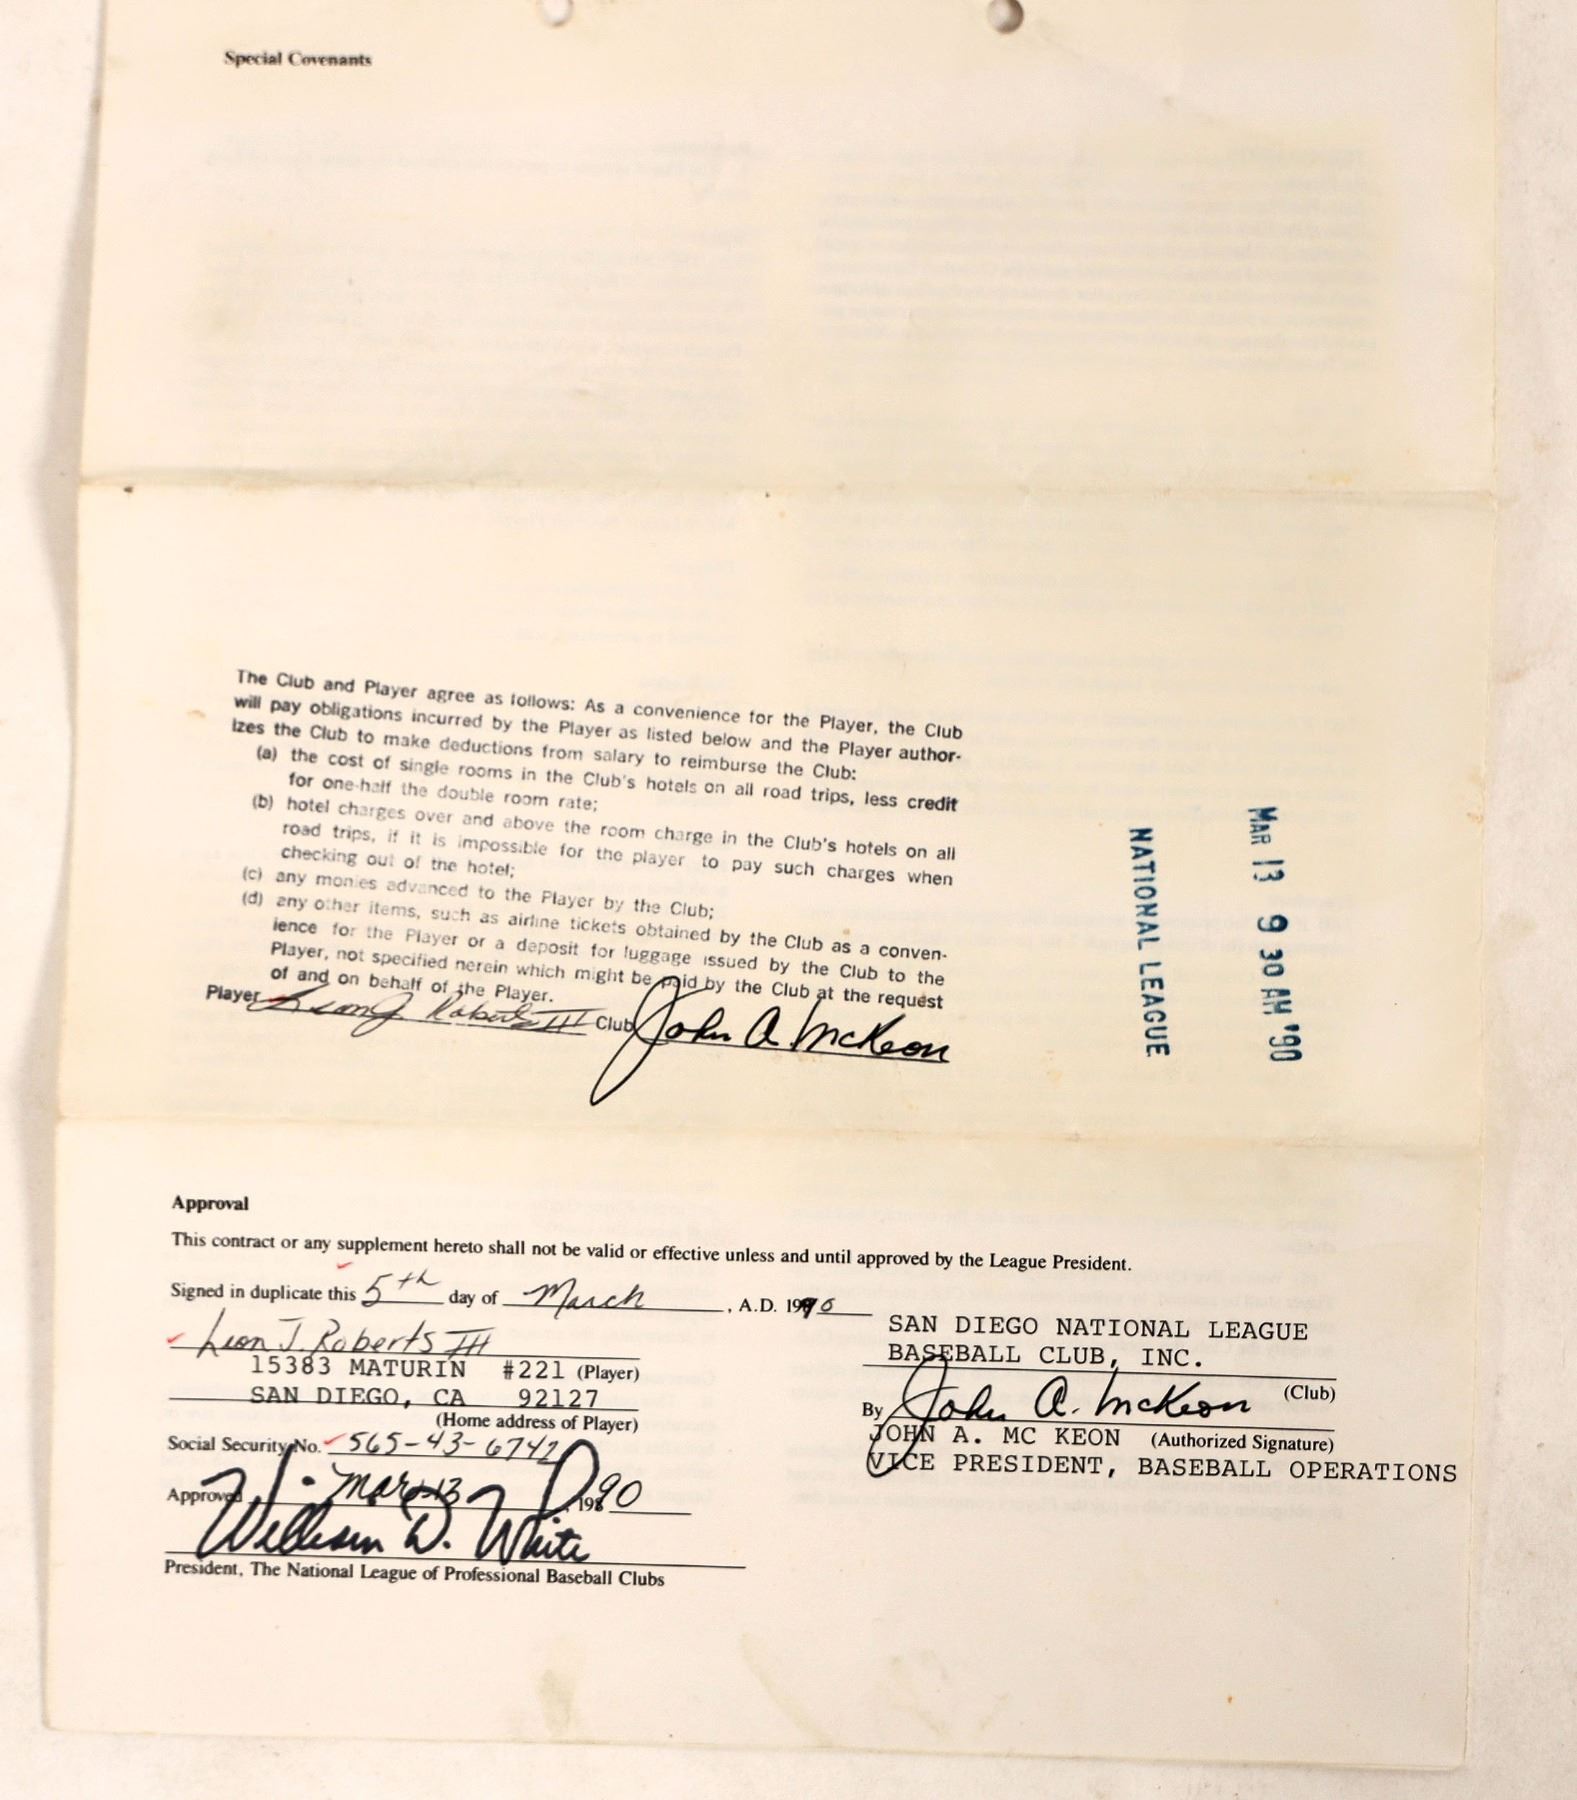 Special Covenants
The Club and Player agree as follows: As a convenience for the Player, the Club
will pay obligations incurred by the Player as listed below and the Player author-
izes the Club to make deductions from salary to reimburse the Club:
(a) the cost of single rooms in the Club's hotels on all road trips, less credit
for one-half the double room rate;
(b) hotel charges over and above the room charge in the Club's hotels on all
road trips, if it is impossible for the player to pay such charges when
checking out of the hotel;
(c) any monies advanced to the Player by the Club;
(d) any other items, such as airline tickets obtained by the Club as a conven-
ience for the Player or a deposit for luggage issued by the Club to the
Player, not specified herein which might be paid by the Club at the request
of and on behalf of the Player.
Player Leon J. Roberts III Club John A McKeon
MAR 13 9 30 AM '90
NATIONAL LEAGUE
Approval
This contract or any supplement hereto shall not be valid or effective unless and until approved by the League President.
Signed in duplicate this 5th day of March, A.D. 1990
Leon J. Roberts III
15383 MATURIN #221 (Player)
SAN DIEGO, CA 92127
(Home address of Player)
Social Security No. [redacted]
Approved Mar 13 1990
William D. White
President, The National League of Professional Baseball Clubs
SAN DIEGO NATIONAL LEAGUE
BASEBALL CLUB, INC.
(Club)
By John A. McKeon
JOHN A. MC KEON (Authorized Signature)
VICE PRESIDENT, BASEBALL OPERATIONS